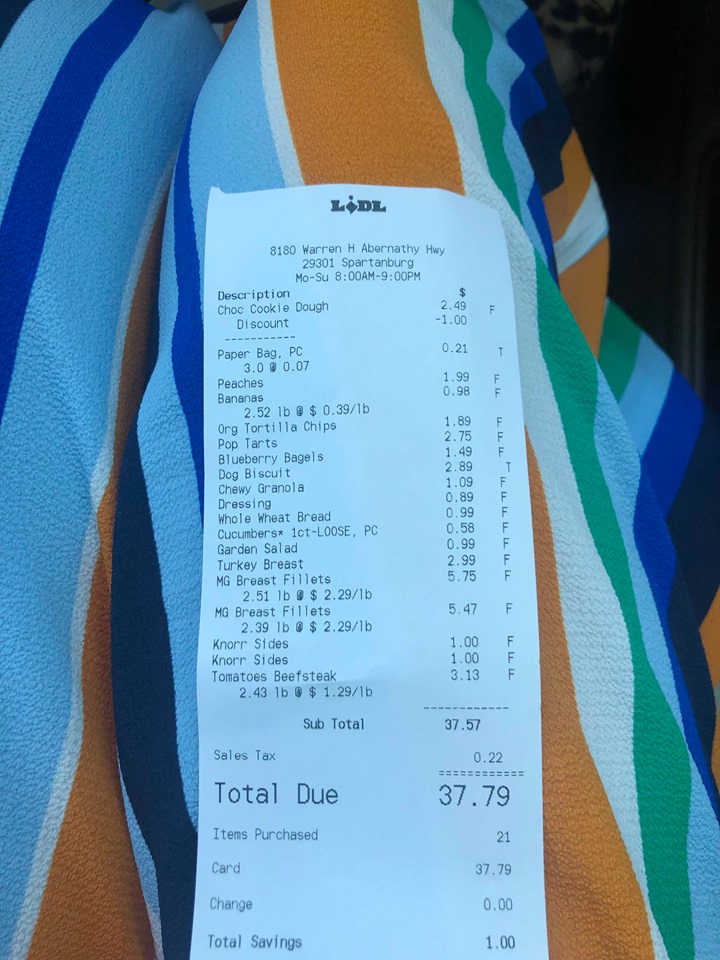 LIDL
8180 Warren H Abernathy Hwy
29301 Spartanburg
Mo-Su 8:00AM-9:00PM
Description $
Choc Cookie Dough 2.49 F
Discount -1.00
-----------
Paper Bag, PC 0.21 T
3.0 @ 0.07
Peaches 1.99 F
Bananas 0.98 F
2.52 lb @ $ 0.39/lb
Org Tortilla Chips 1.89 F
Pop Tarts 2.75 F
Blueberry Bagels 1.49 F
Dog Biscuit 2.89 T
Chewy Granola 1.09 F
Dressing 0.89 F
Whole Wheat Bread 0.99 F
Cucumbers* 1ct-LOOSE, PC 0.58 F
Garden Salad 0.99 F
Turkey Breast 2.99 F
MG Breast Fillets 5.75 F
2.51 lb @ $ 2.29/lb
MG Breast Fillets 5.47 F
2.39 lb @ $ 2.29/lb
Knorr Sides 1.00 F
Knorr Sides 1.00 F
Tomatoes Beefsteak 3.13 F
2.43 lb @ $ 1.29/lb
-----------
Sub Total 37.57
Sales Tax 0.22
============
Total Due 37.79
Items Purchased 21
Card 37.79
Change 0.00
Total Savings 1.00